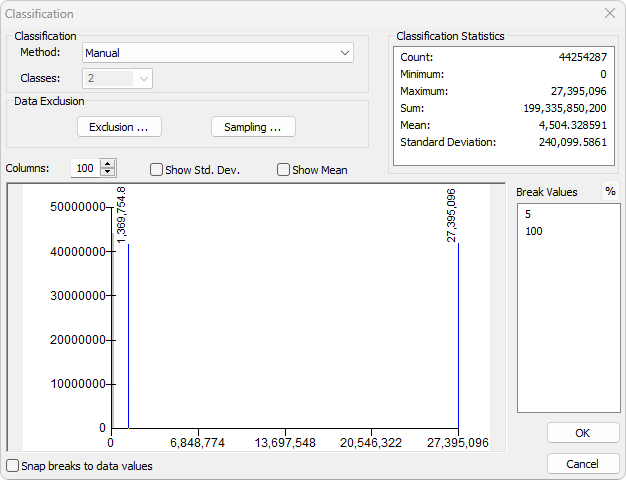 Classification
Classification
Method: Manual
Classes: 2
Data Exclusion
Exclusion ... Sampling ...
Classification Statistics
Count: 44254287
Minimum: 0
Maximum: 27,395,096
Sum: 199,335,850,200
Mean: 4,504.328591
Standard Deviation: 240,099.5861
Columns: 100 Show Std. Dev. Show Mean
Break Values %
5
100
1,369,754.8
27,395,096
50000000
40000000
30000000
20000000
10000000
0
0 6,848,774 13,697,548 20,546,322 27,395,096
Snap breaks to data values
OK
Cancel